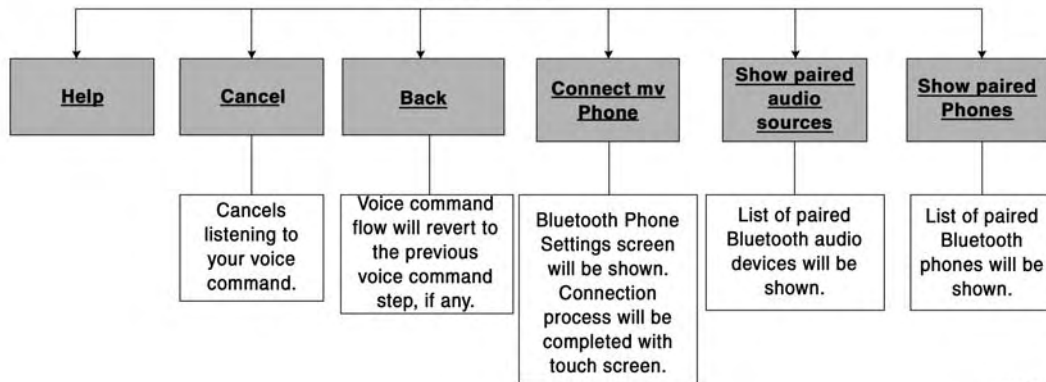 Help
Cancel
Back
Connect mv
Phone
Show paired
audio
sources
Show paired
Phones
Cancels
listening to
your voice
command.
Voice command
flow will revert to
the previous
voice command
step, if any.
Bluetooth Phone
Settings screen
will be shown.
Connection
process will be
completed with
touch screen.
List of paired
Bluetooth audio
devices will be
shown.
List of paired
Bluetooth
phones will be
shown.